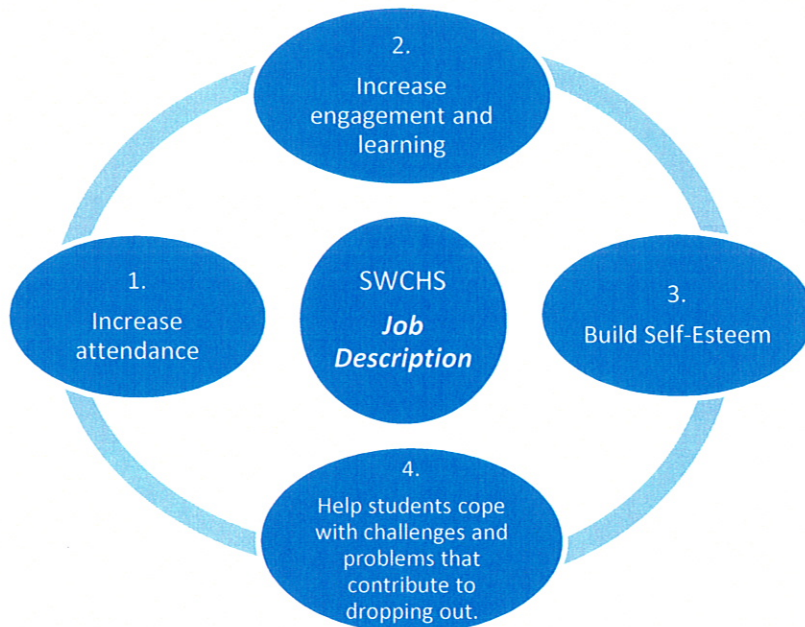 2.
Increase
engagement and
learning
1.
Increase
attendance
SWCHS
Job
Description
3.
Build Self-Esteem
4.
Help students cope
with challenges and
problems that
contribute to
dropping out.